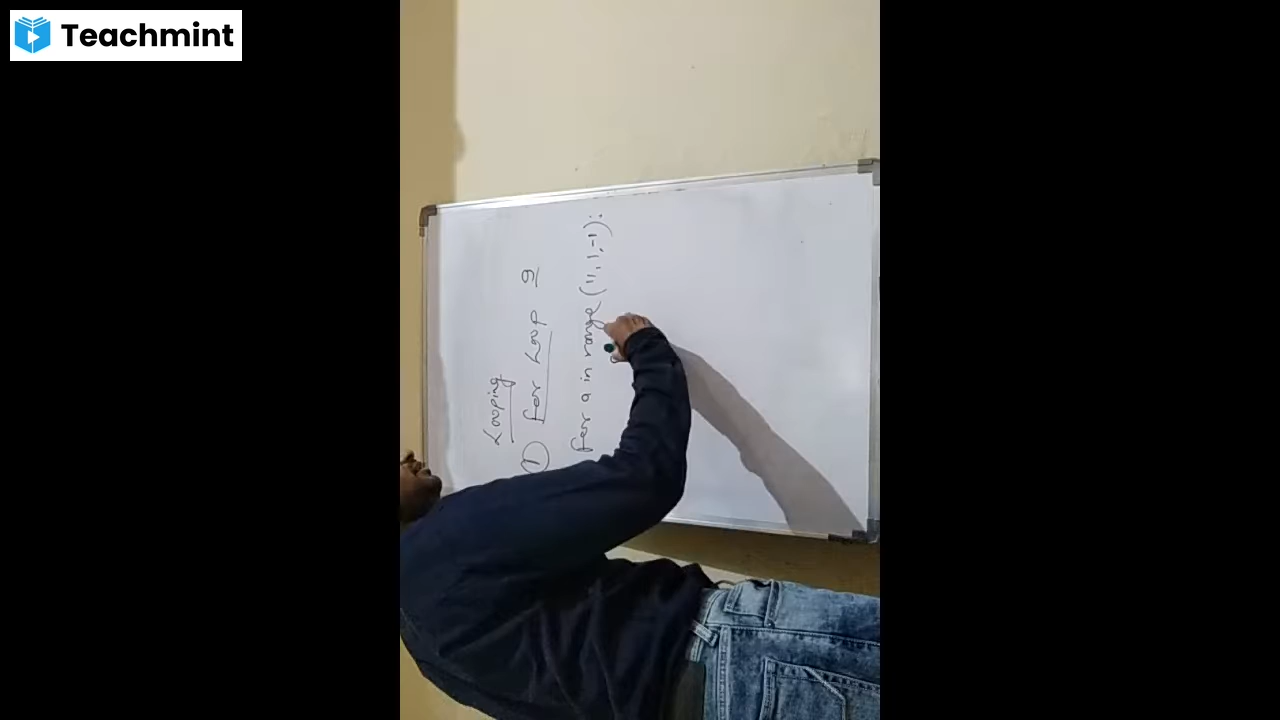 Teachmint
Looping
① for Loop 9
for a in range (11, 1, -1):